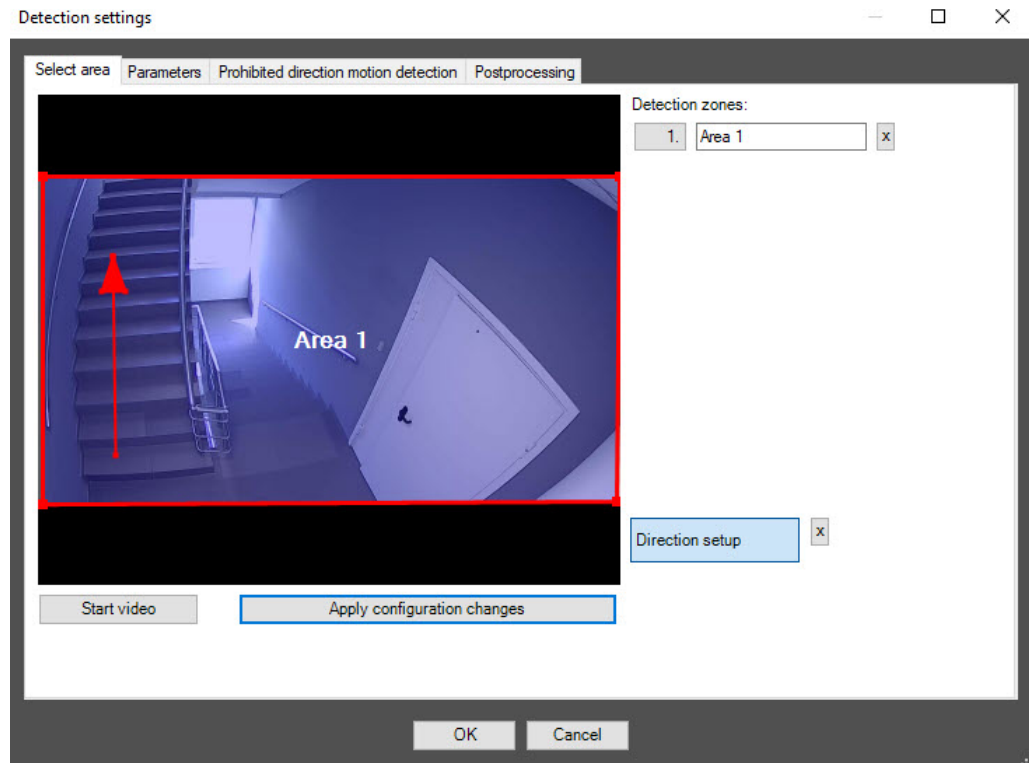 Detection settings
Select area Parameters Prohibited direction motion detection Postprocessing
Detection zones:
1. Area 1 x
Area 1
Direction setup x
Start video Apply configuration changes
OK Cancel